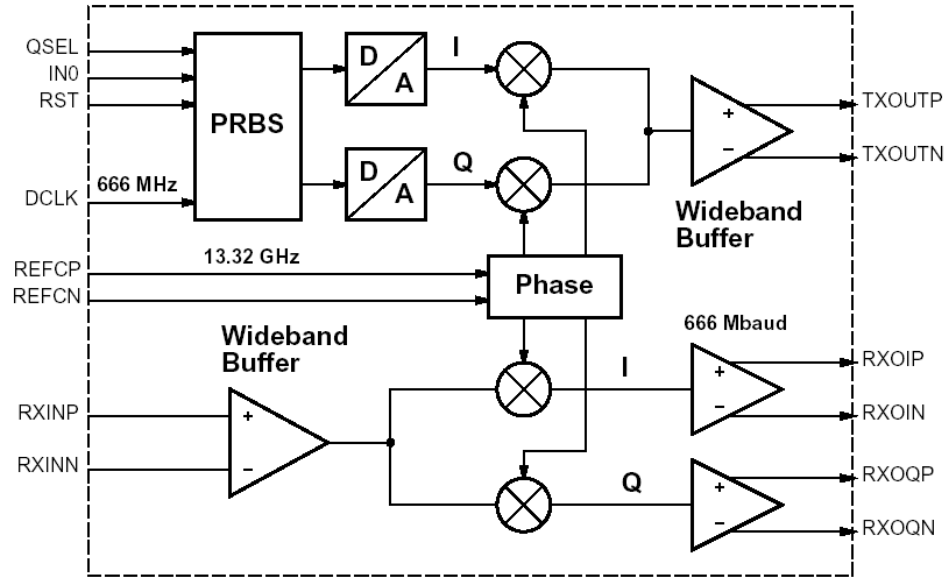 QSEL
IN0
RST
DCLK
666 MHz
PRBS
D
A
I
D
A
Q
+
−
TXOUTP
TXOUTN
Wideband
Buffer
REFCP
REFCN
13.32 GHz
Phase
Wideband
Buffer
666 Mbaud
RXINP
RXINN
+
−
I
+
−
RXOIP
RXOIN
Q
+
−
RXOQP
RXOQN